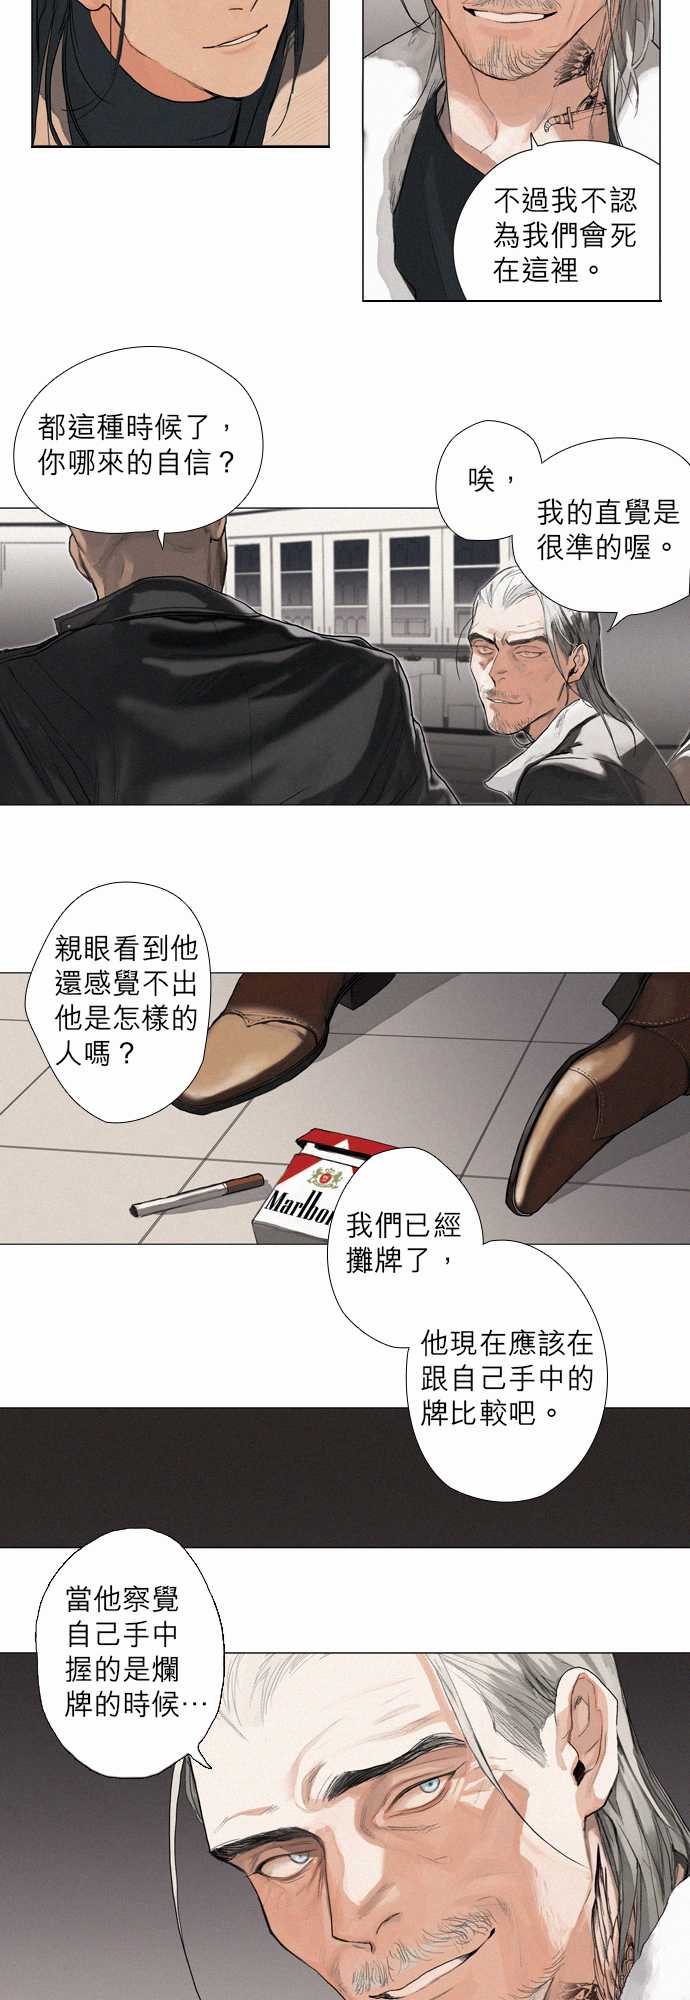 不過我不認
為我們會死
在這裡。
都這種時候了，
你哪來的自信？
唉，
我的直覺是
很準的喔。
親眼看到他
還感覺不出
他是怎樣的
人嗎？
Marlbo
我們已經
攤牌了，
他現在應該在
跟自己手中的
牌比較吧。
當他察覺
自己手中
握的是爛
牌的時候…